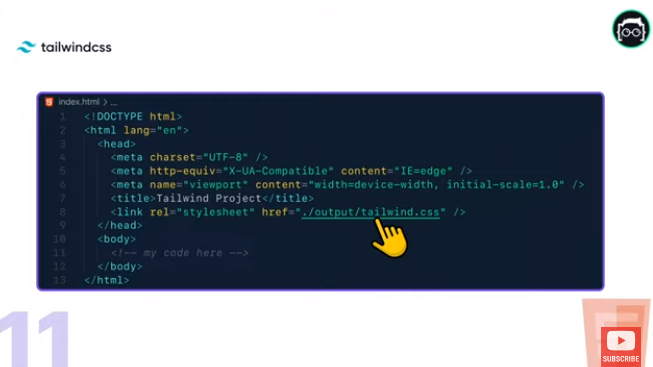 tailwindcss
index.html > ...
1 <!DOCTYPE html>
2 <html lang="en">
3 <head>
4 <meta charset="UTF-8" />
5 <meta http-equiv="X-UA-Compatible" content="IE=edge" />
6 <meta name="viewport" content="width=device-width, initial-scale=1.0" />
7 <title>Tailwind Project</title>
8 <link rel="stylesheet" href="./output/tailwind.css" />
9 </head>
10 <body>
11 <!-- my code here -->
12 </body>
13 </html>
11
SUBSCRIBE